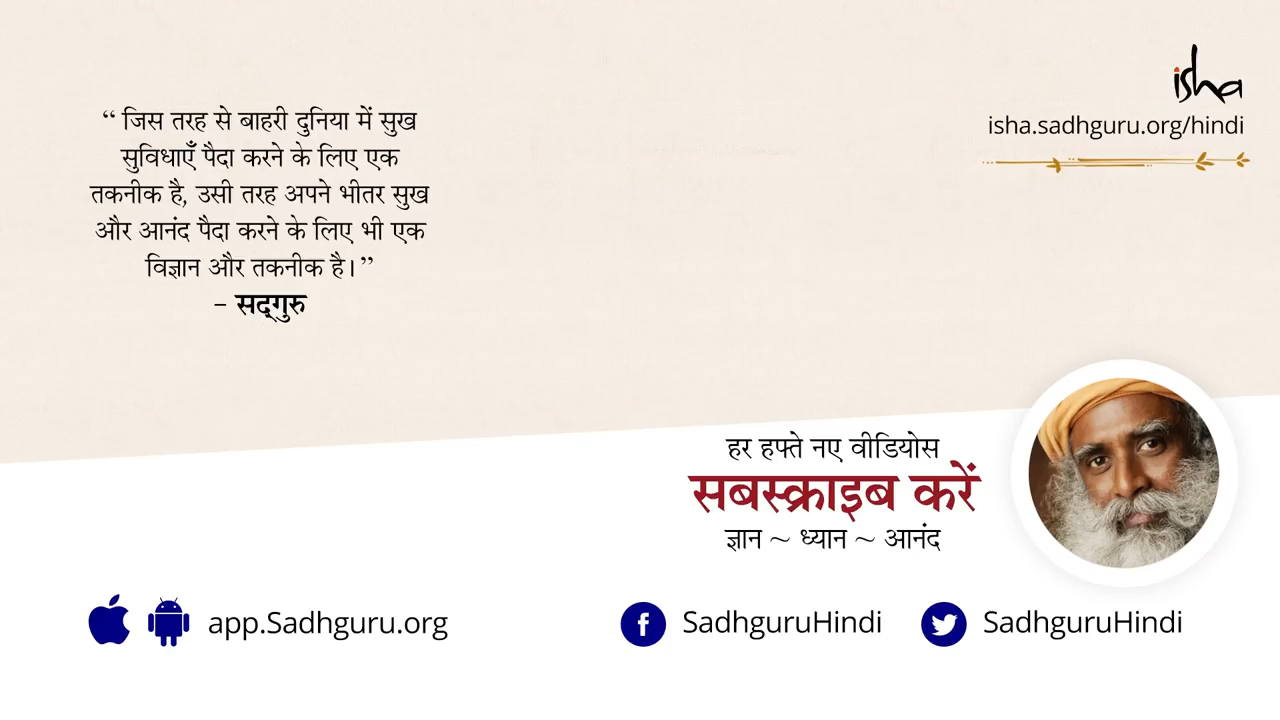 “ जिस तरह से बाहरी दुनिया में सुख
सुविधाएँ पैदा करने के लिए एक
तकनीक है, उसी तरह अपने भीतर सुख
और आनंद पैदा करने के लिए भी एक
विज्ञान और तकनीक है।”
- सद्‌गुरु
isha
isha.sadhguru.org/hindi
हर हफ्ते नए वीडियोस
सबस्क्राइब करें
ज्ञान ~ ध्यान ~ आनंद
app.Sadhguru.org
SadhguruHindi
SadhguruHindi